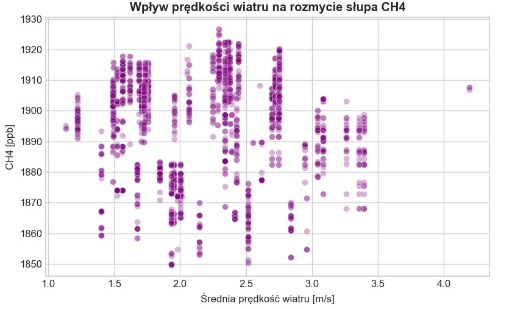 Wpływ prędkości wiatru na rozmycie słupa CH4
1930
1920
1910
1900
1890
1880
1870
1860
1850
CH4 [ppb]
1.0 1.5 2.0 2.5 3.0 3.5 4.0
Średnia prędkość wiatru [m/s]